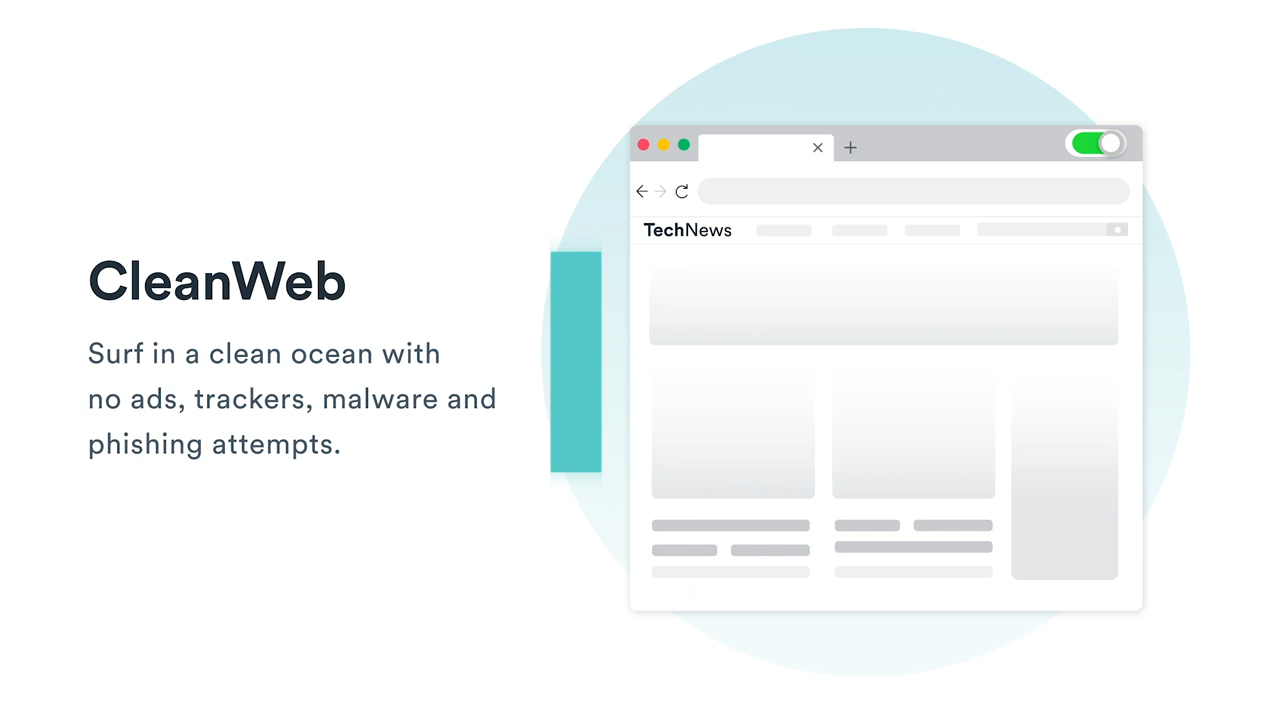 CleanWeb
Surf in a clean ocean with
no ads, trackers, malware and
phishing attempts.
TechNews